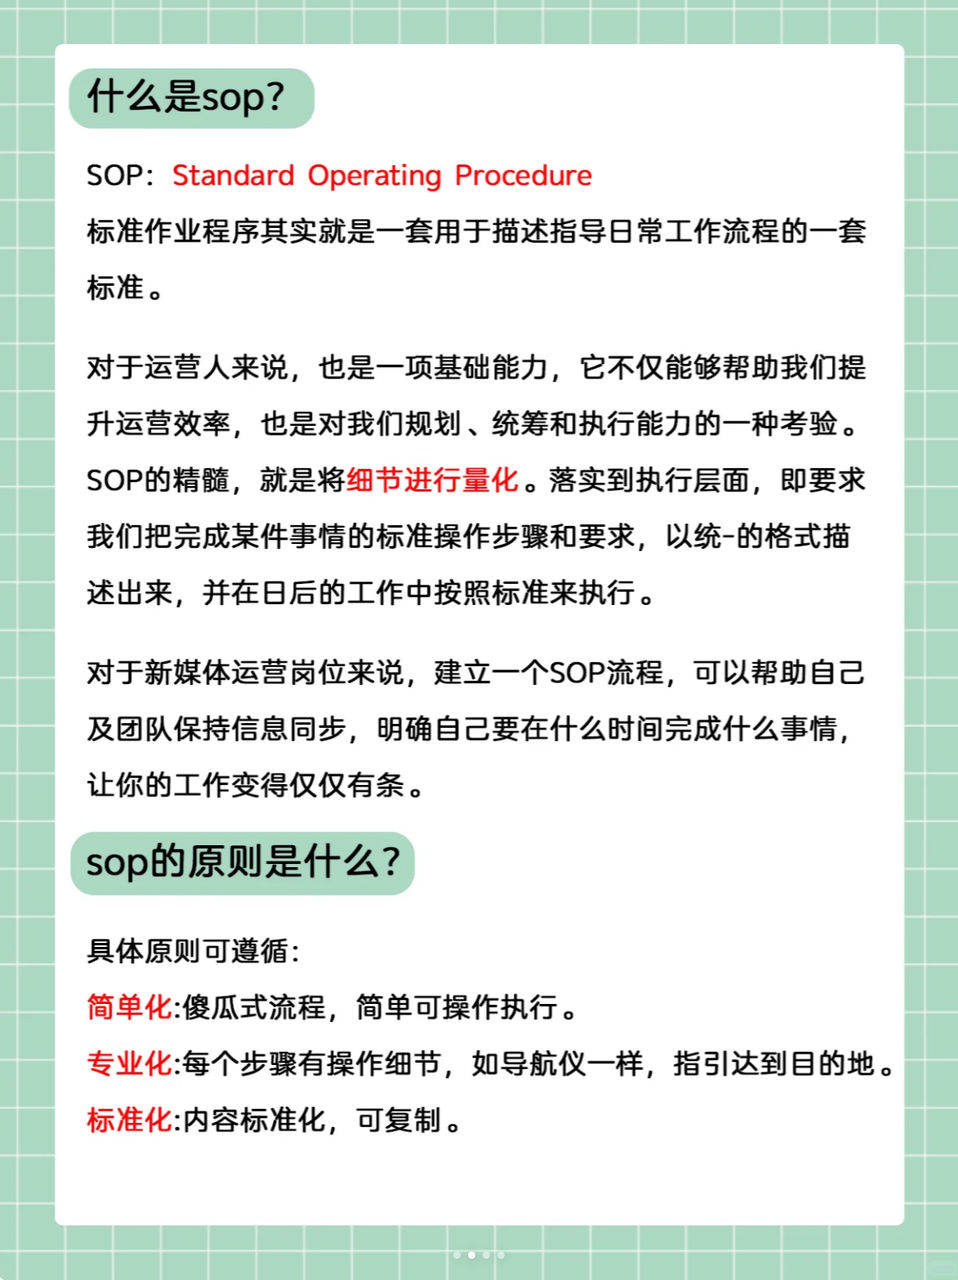 什么是sop？
SOP：Standard Operating Procedure
标准作业程序其实就是一套用于描述指导日常工作流程的一套
标准。
对于运营人来说，也是一项基础能力，它不仅能够帮助我们提
升运营效率，也是对我们规划、统筹和执行能力的一种考验。
SOP的精髓，就是将细节进行量化。落实到执行层面，即要求
我们把完成某件事情的标准操作步骤和要求，以统-的格式描
述出来，并在日后的工作中按照标准来执行。
对于新媒体运营岗位来说，建立一个SOP流程，可以帮助自己
及团队保持信息同步，明确自己要在什么时间完成什么事情，
让你的工作变得仅仅有条。
sop的原则是什么？
具体原则可遵循：
简单化:傻瓜式流程，简单可操作执行。
专业化:每个步骤有操作细节，如导航仪一样，指引达到目的地。
标准化:内容标准化，可复制。